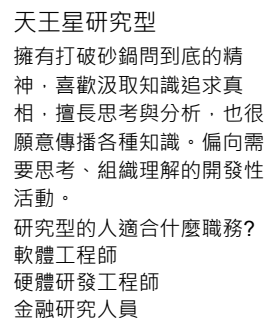 天王星研究型
擁有打破砂鍋問到底的精
神，喜歡汲取知識追求真
相，擅長思考與分析，也很
願意傳播各種知識。偏向需
要思考、組織理解的開發性
活動。
研究型的人適合什麼職務?
軟體工程師
硬體研發工程師
金融研究人員